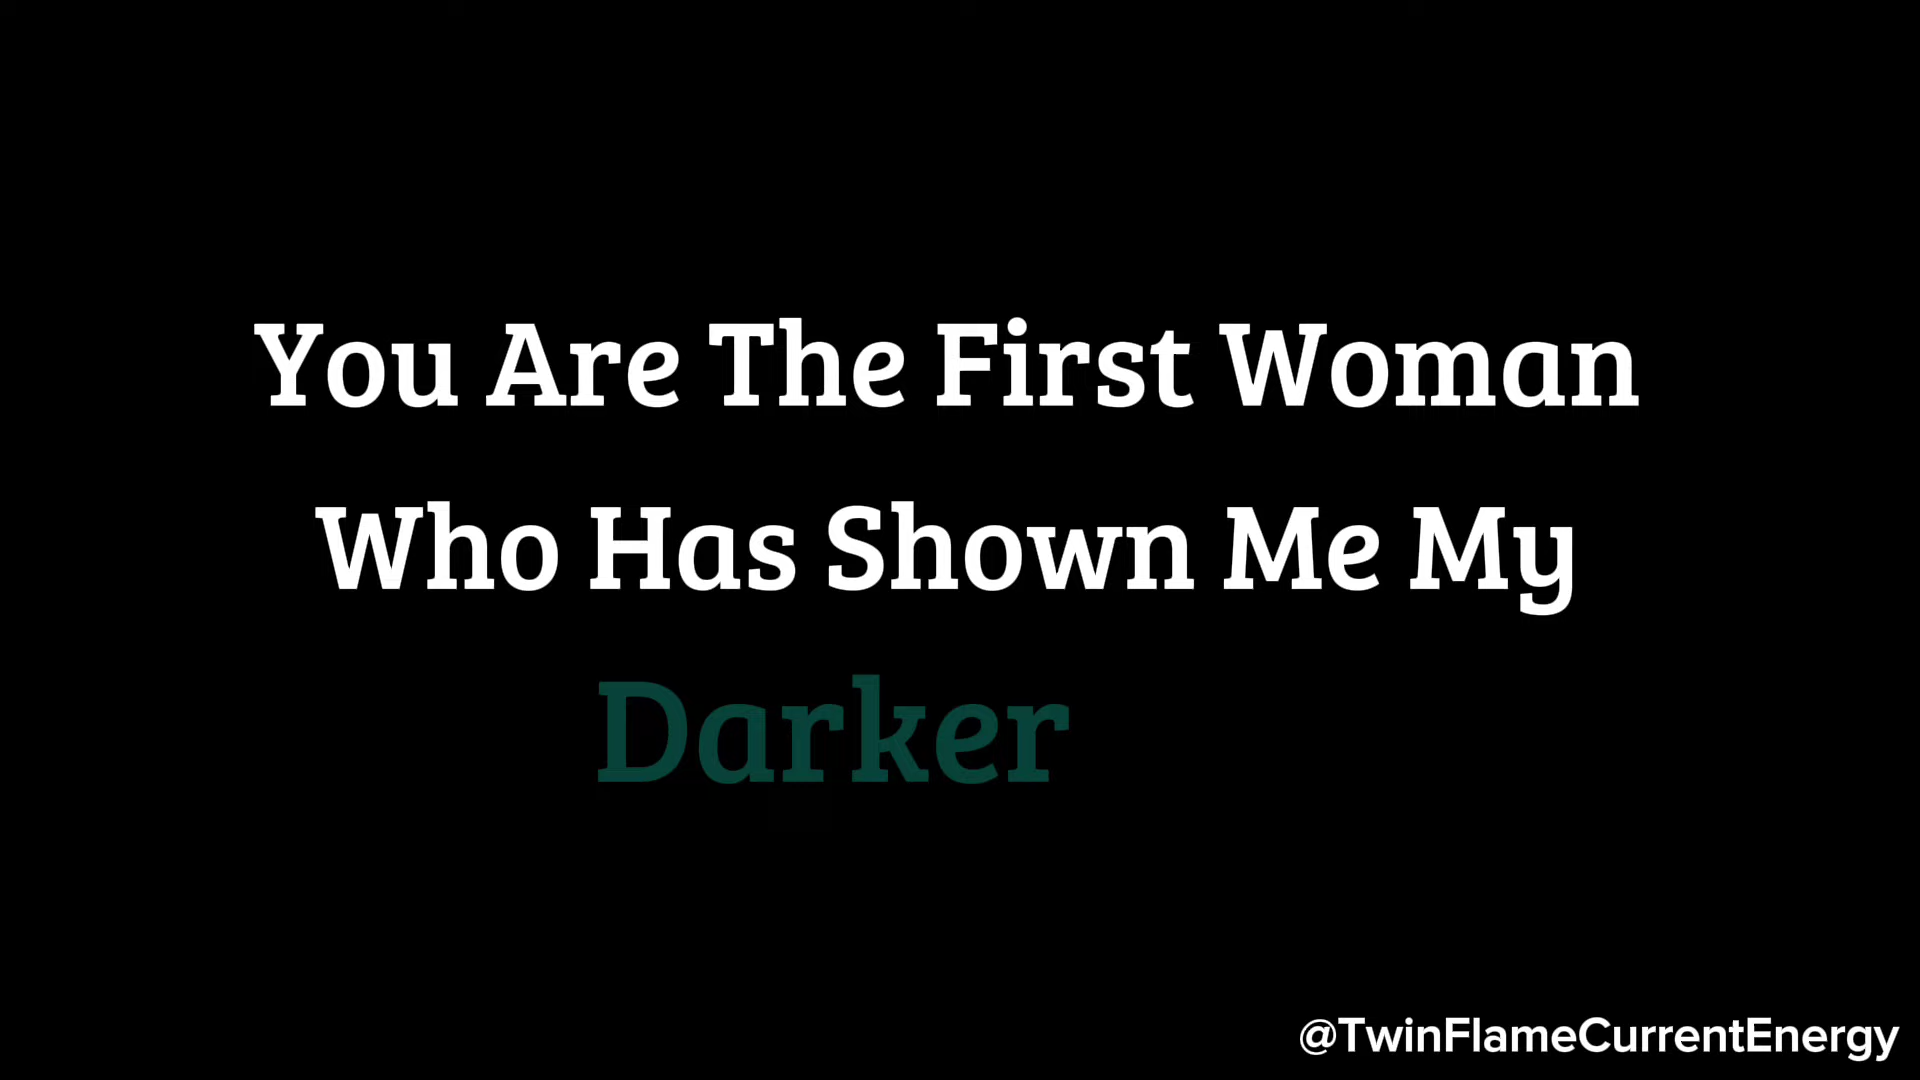 You Are The First Woman
Who Has Shown Me My
Darker
@TwinFlameCurrentEnergy